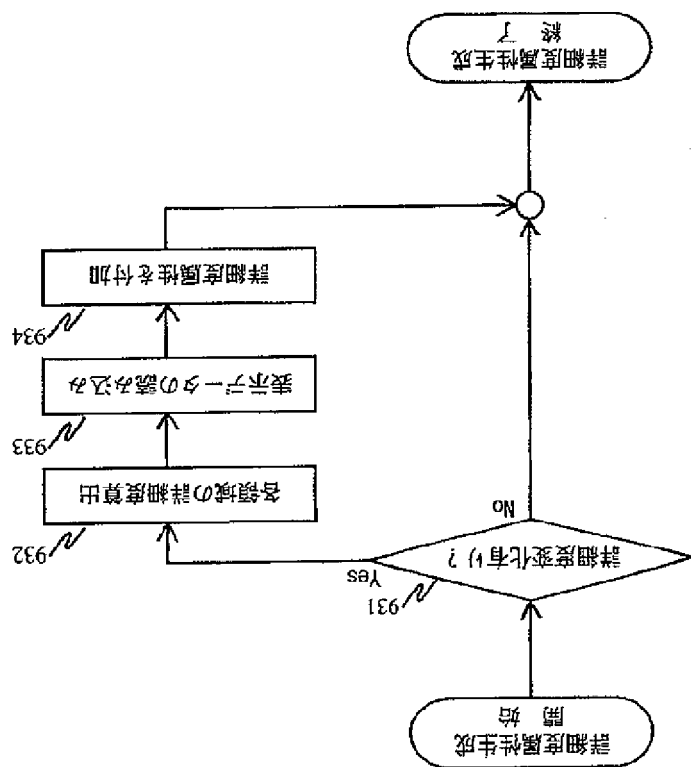 詳細度属性生成
開　始
931
詳細度変化有り？
Yes
No
932
各領域の詳細度算出
933
表示データの読み込み
934
詳細度属性を付加
詳細度属性生成
終　了